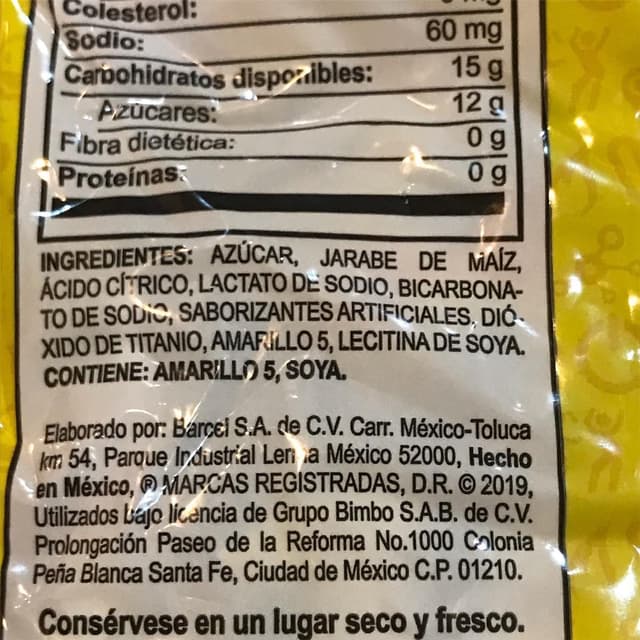 Colesterol:
Sodio: 60 mg
Carbohidratos disponibles: 15 g
Azúcares: 12 g
Fibra dietética: 0 g
Proteínas: 0 g
INGREDIENTES: AZÚCAR, JARABE DE MAÍZ,
ÁCIDO CÍTRICO, LACTATO DE SODIO, BICARBONA-
TO DE SODIO, SABORIZANTES ARTIFICIALES, DIÓ-
XIDO DE TITANIO, AMARILLO 5, LECITINA DE SOYA.
CONTIENE: AMARILLO 5, SOYA.
Elaborado por: Barcel S.A. de C.V. Carr. México-Toluca
km 54, Parque Industrial Lerma México 52000, Hecho
en México, ® MARCAS REGISTRADAS, D.R. © 2019,
Utilizados bajo licencia de Grupo Bimbo S.A.B. de C.V.
Prolongación Paseo de la Reforma No.1000 Colonia
Peña Blanca Santa Fe, Ciudad de México C.P. 01210.
Consérvese en un lugar seco y fresco.